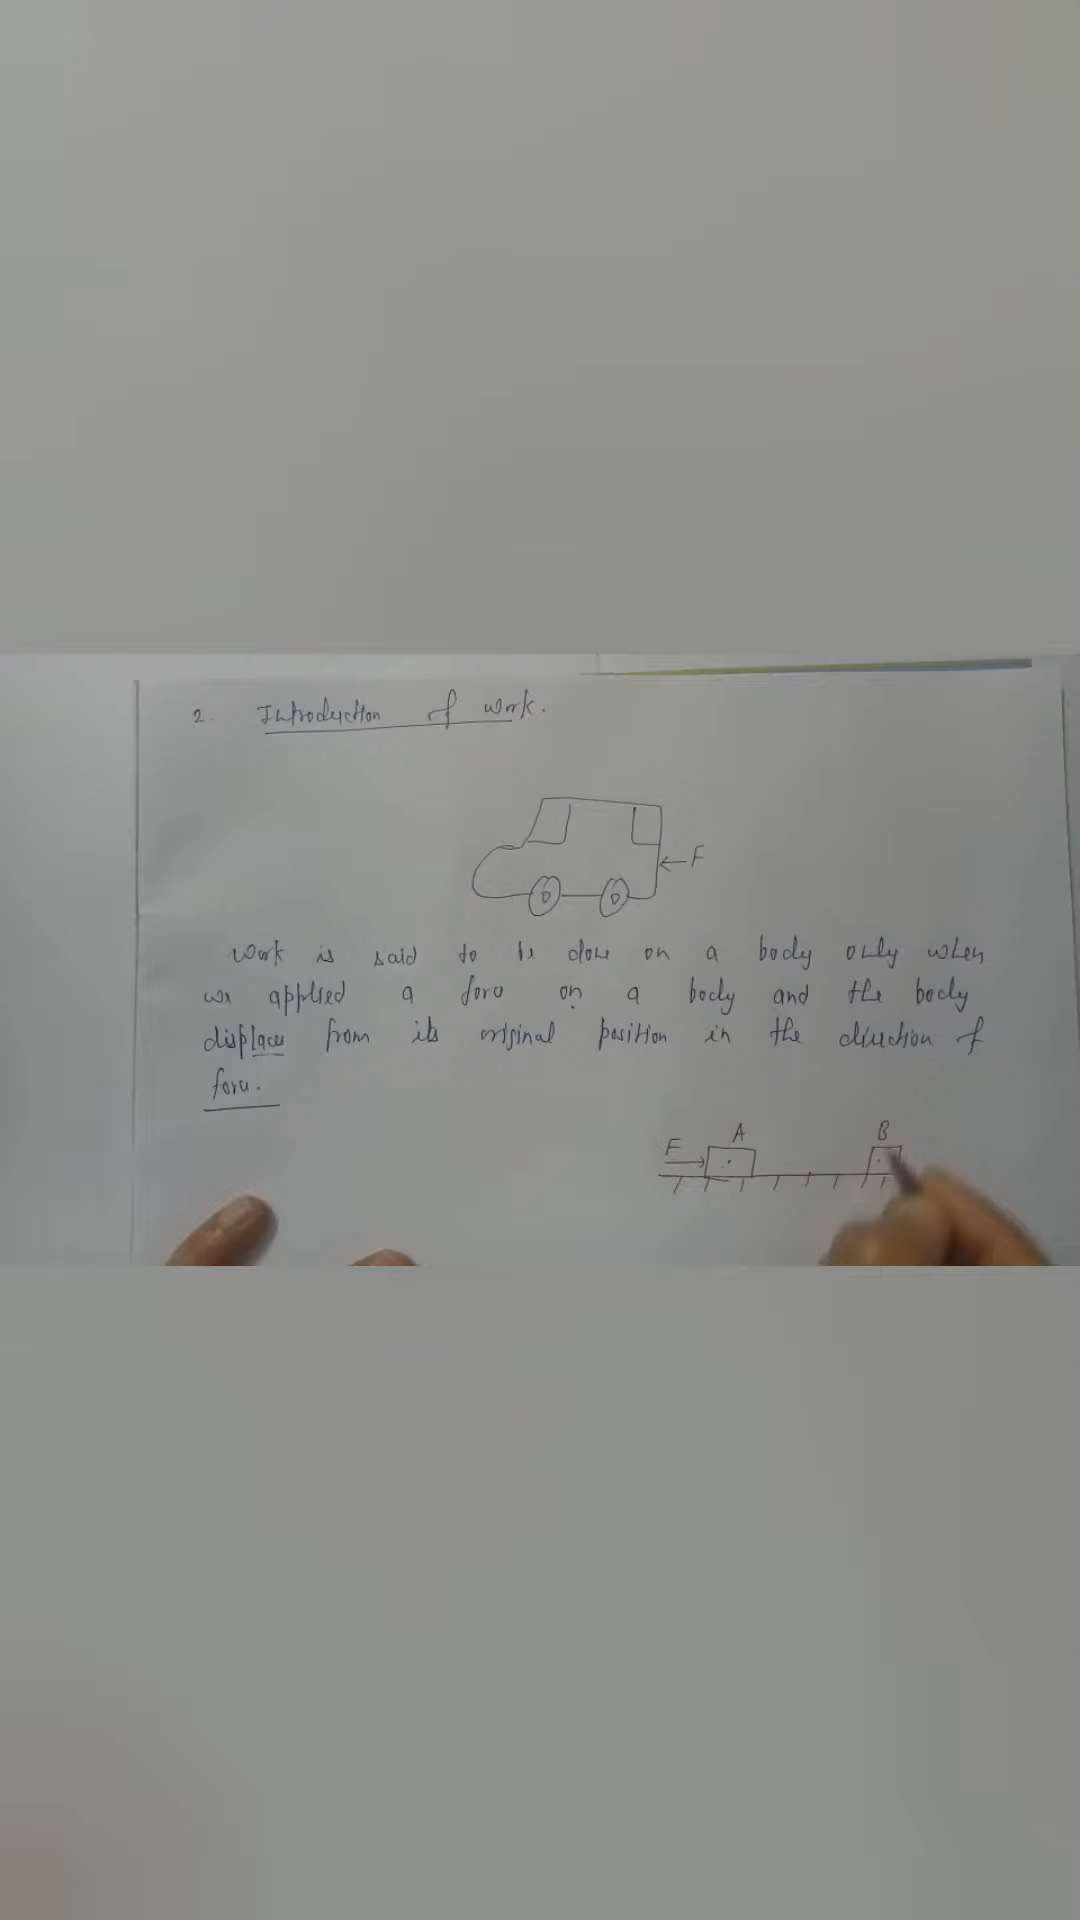 2. Introduction of work.
F
Work is said to be done on a body only when
we applied a force on a body and the body
displaces from its original position in the direction of
force.
F A B